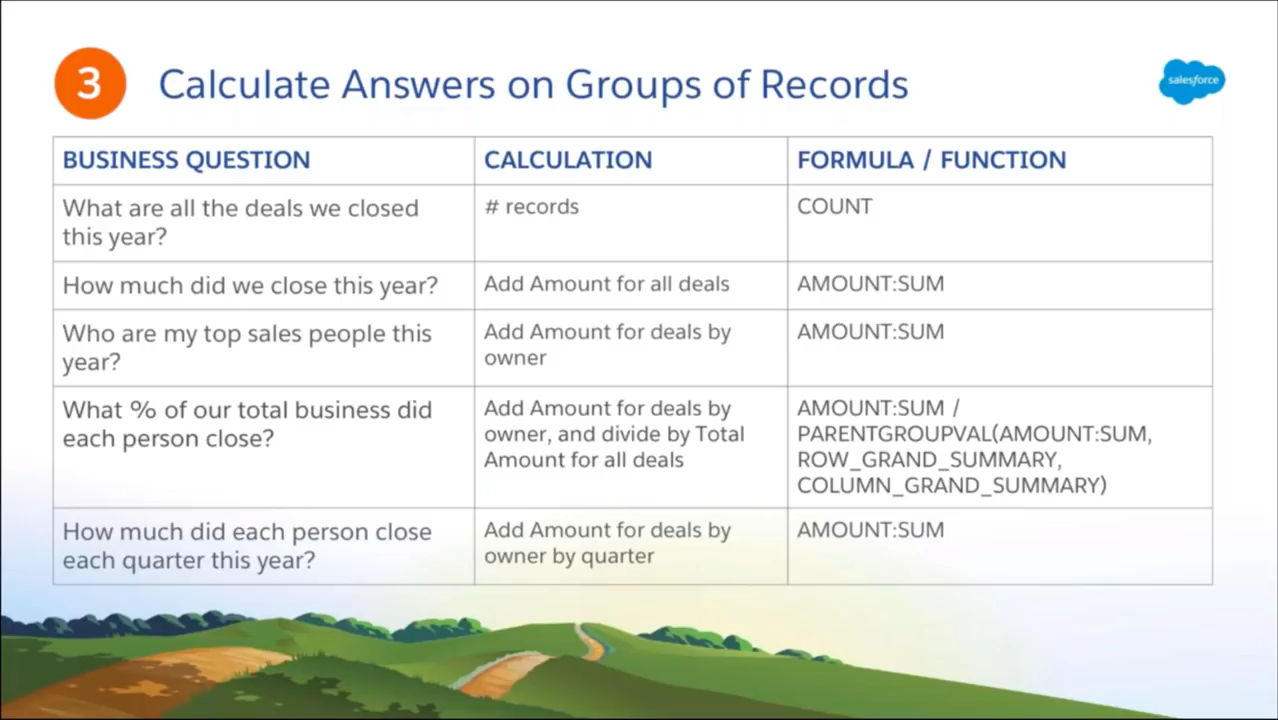 3
Calculate Answers on Groups of Records
salesforce
BUSINESS QUESTION
CALCULATION
FORMULA / FUNCTION
What are all the deals we closed
this year?
# records
COUNT
How much did we close this year?
Add Amount for all deals
AMOUNT:SUM
Who are my top sales people this
year?
Add Amount for deals by
owner
AMOUNT:SUM
What % of our total business did
each person close?
Add Amount for deals by
owner, and divide by Total
Amount for all deals
AMOUNT:SUM /
PARENTGROUPVAL(AMOUNT:SUM,
ROW_GRAND_SUMMARY,
COLUMN_GRAND_SUMMARY)
How much did each person close
each quarter this year?
Add Amount for deals by
owner by quarter
AMOUNT:SUM